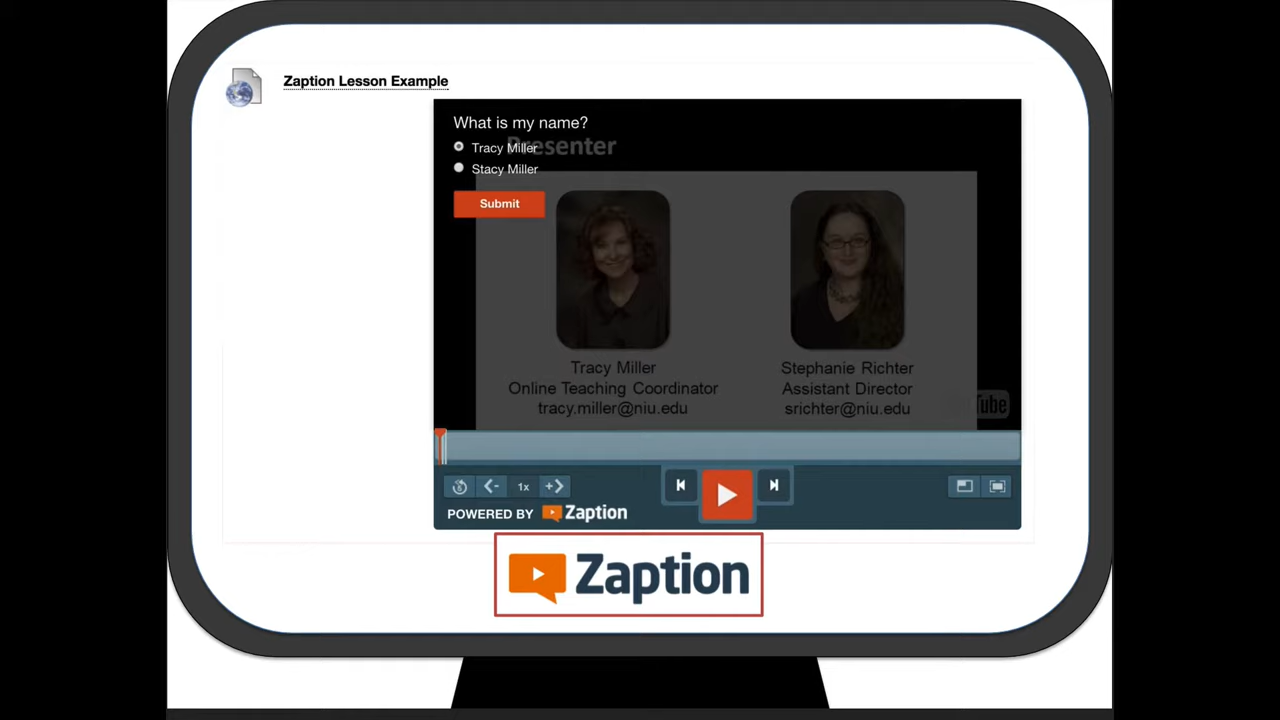 Zaption Lesson Example
What is my name?
Presenter
Tracy Miller
Stacy Miller
Submit
Tracy Miller
Online Teaching Coordinator
tracy.miller@niu.edu
Stephanie Richter
Assistant Director
srichter@niu.edu
1x
POWERED BY Zaption
Zaption